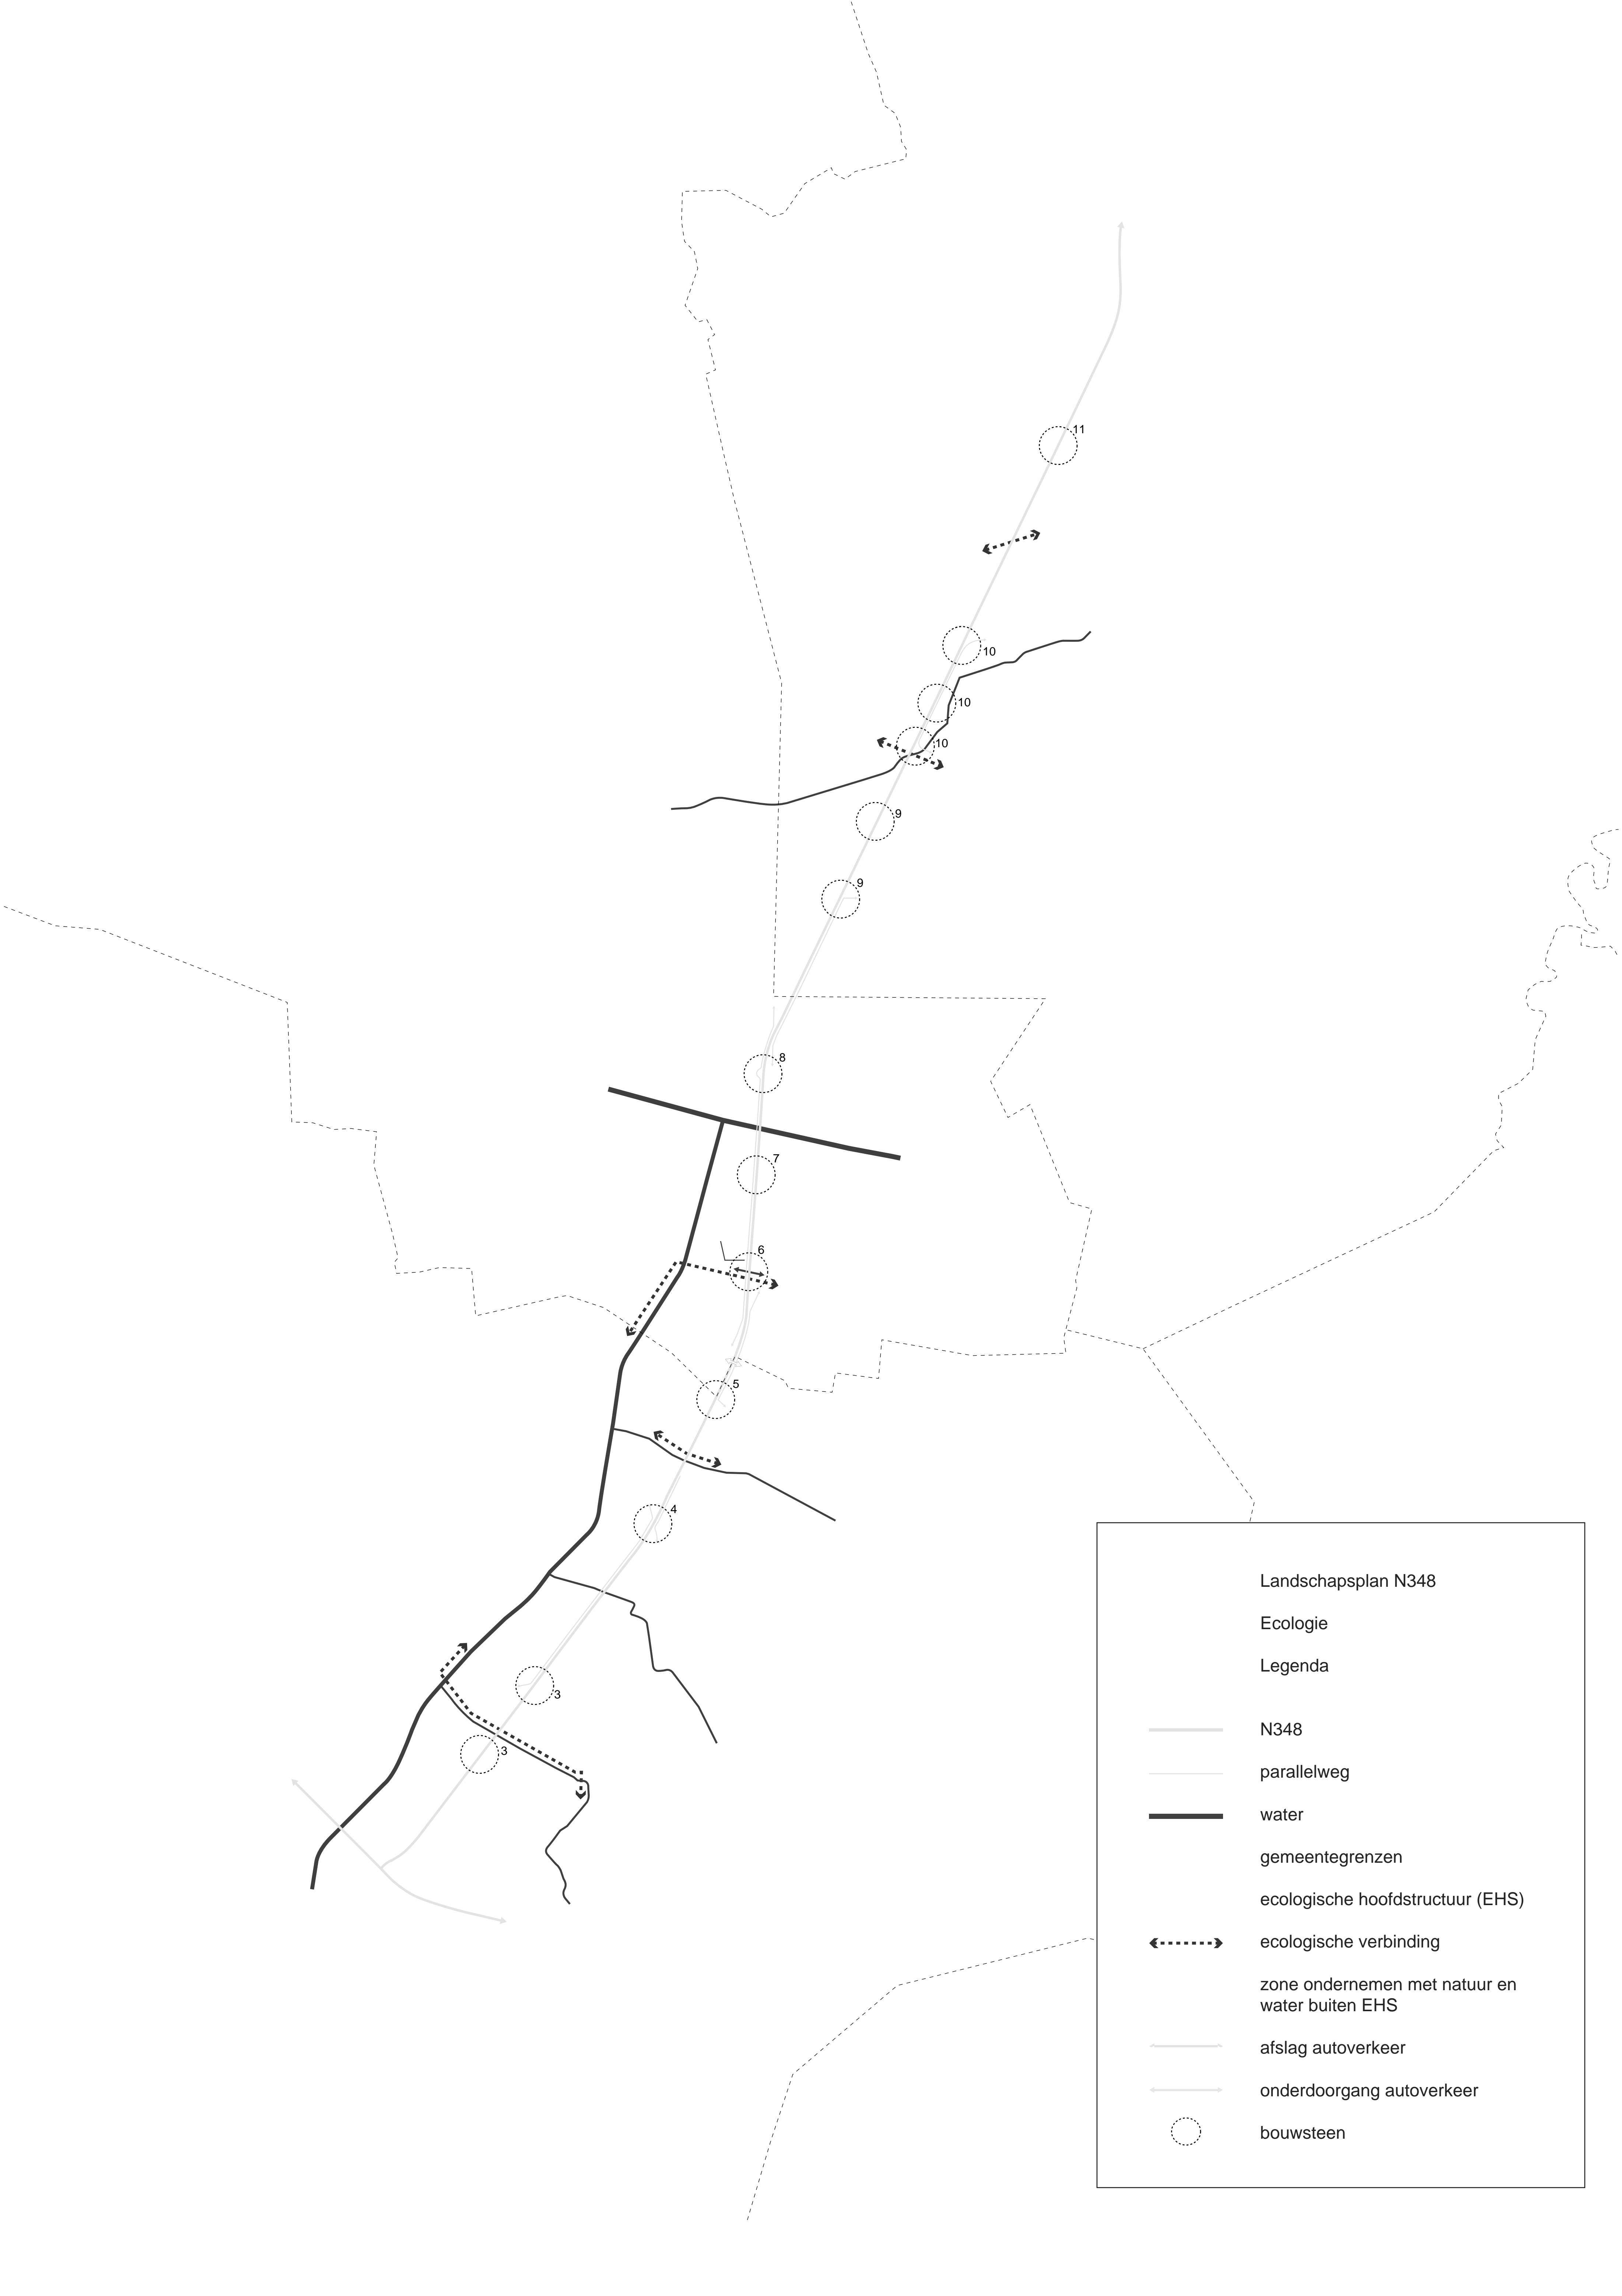 11
10
10
10
9
9
8
7
6
5
4
3
3
Landschapsplan N348
Ecologie
Legenda
N348
parallelweg
water
gemeentegrenzen
ecologische hoofdstructuur (EHS)
ecologische verbinding
zone ondernemen met natuur en
water buiten EHS
afslag autoverkeer
onderdoorgang autoverkeer
bouwsteen